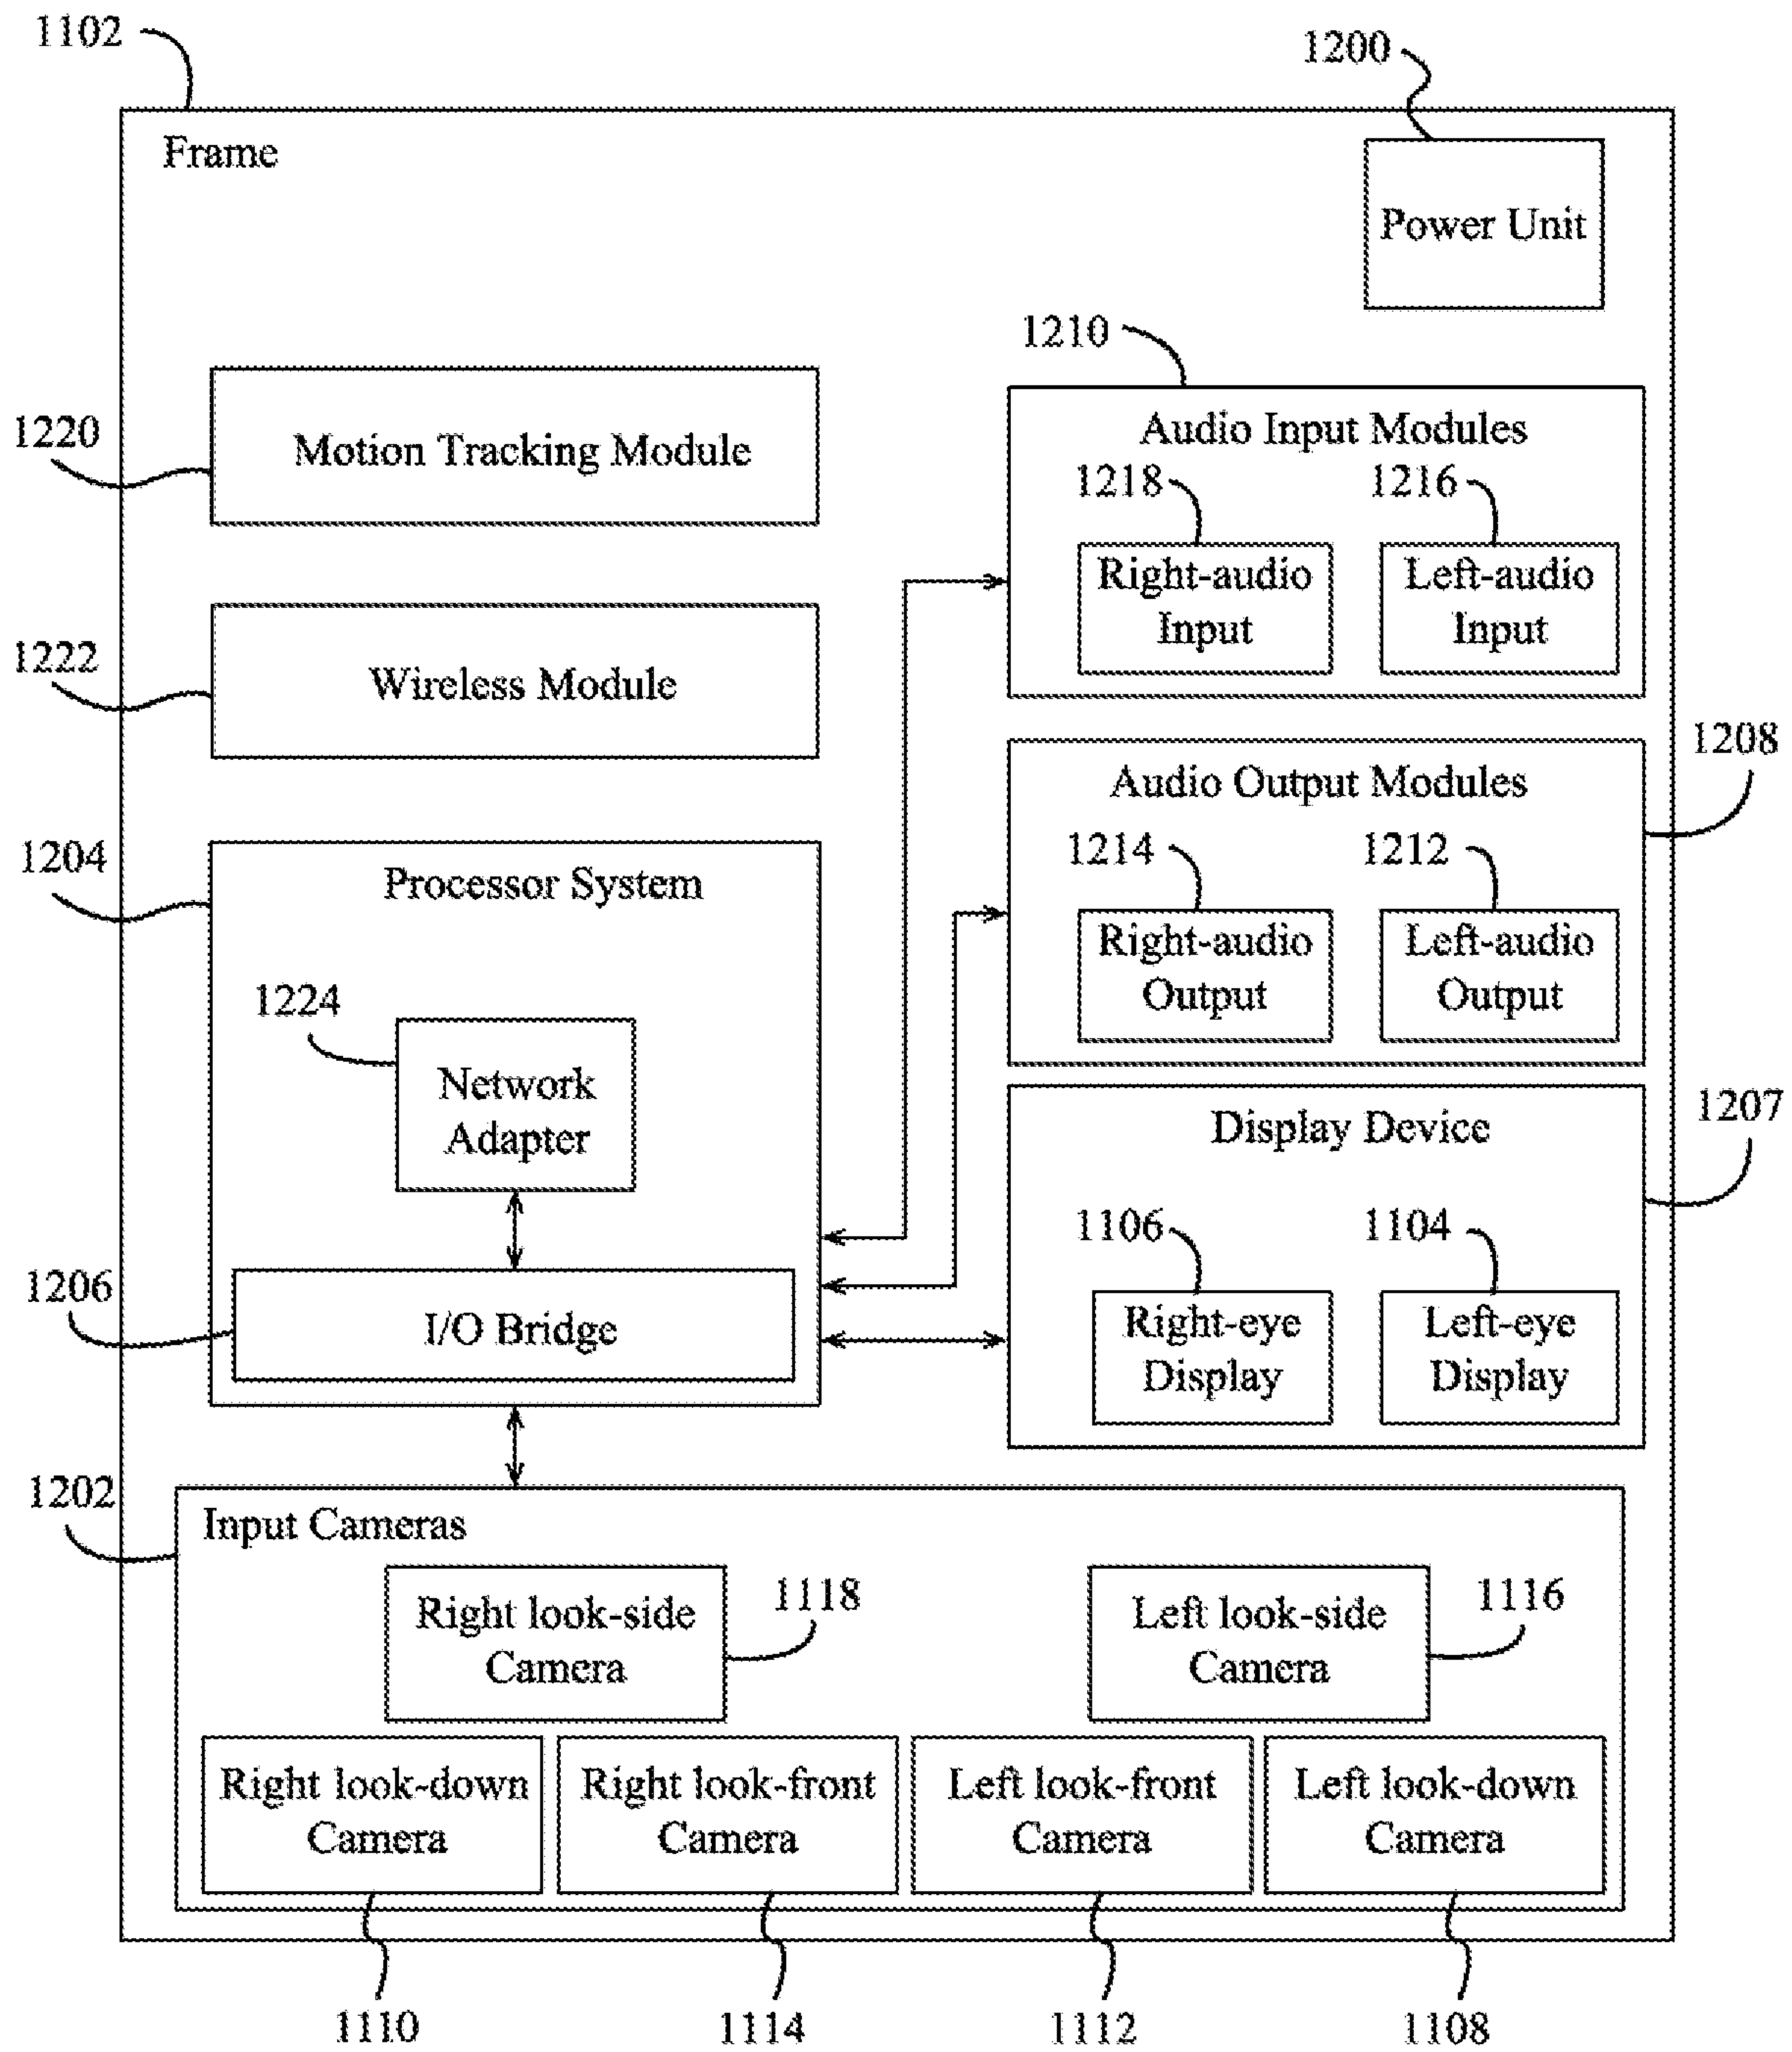 1102
1200
Frame
Power Unit
1210
1220
Motion Tracking Module
Audio Input Modules
1218
1216
Right-audio
Input
Left-audio
Input
1222
Wireless Module
1208
Audio Output Modules
1214
1212
Right-audio
Output
Left-audio
Output
1204
Processor System
1224
Network
Adapter
1207
Display Device
1106
1104
Right-eye
Display
Left-eye
Display
1206
I/O Bridge
1202
Input Cameras
Right look-side
Camera
1118
Left look-side
Camera
1116
Right look-down
Camera
Right look-front
Camera
Left look-front
Camera
Left look-down
Camera
1110
1114
1112
1108